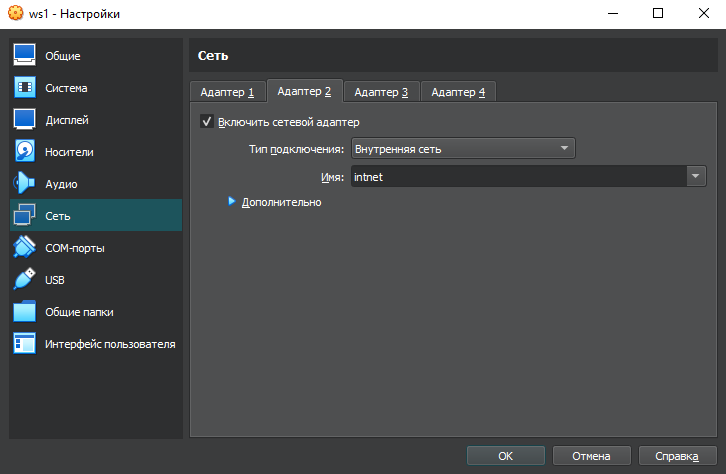 ws1 - Настройки
Общие
Система
Дисплей
Носители
Аудио
Сеть
COM-порты
USB
Общие папки
Интерфейс пользователя
Сеть
Адаптер 1 Адаптер 2 Адаптер 3 Адаптер 4
Включить сетевой адаптер
Тип подключения: Внутренняя сеть
Имя: intnet
Дополнительно
OK Отмена Справка